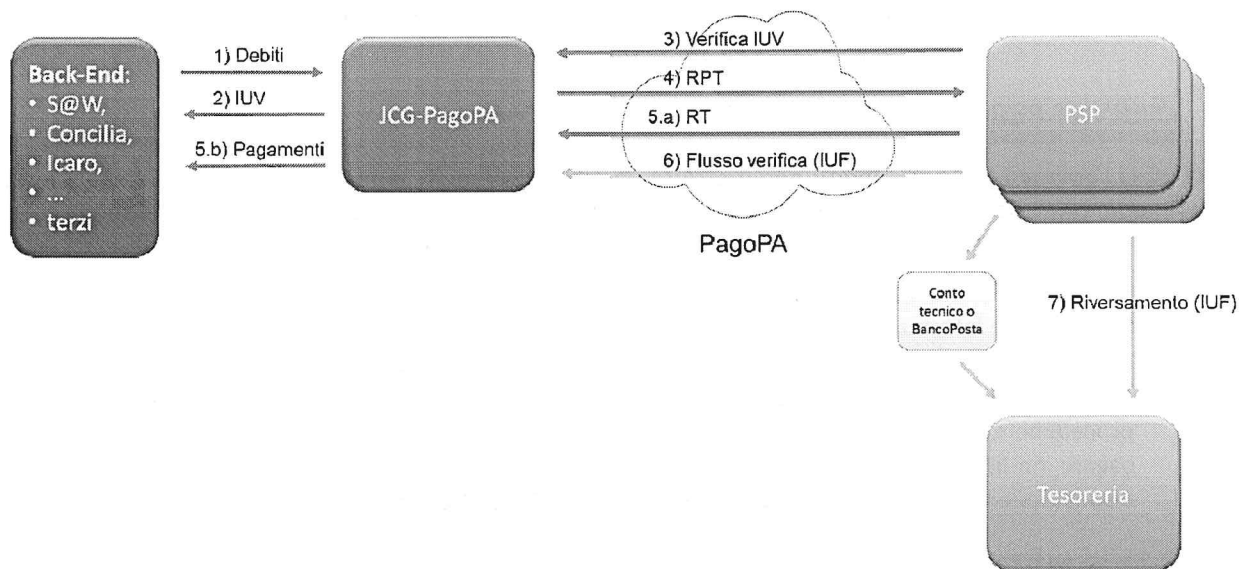 Back-End:
• S@W,
• Concilia,
• Icaro,
• ...
• terzi
1) Debiti
2) IUV
5.b) Pagamenti
JCG-PagoPA
3) Verifica IUV
4) RPT
5.a) RT
6) Flusso verifica (IUF)
PagoPA
PSP
Conto
tecnico o
BancoPosta
7) Riversamento (IUF)
Tesoreria